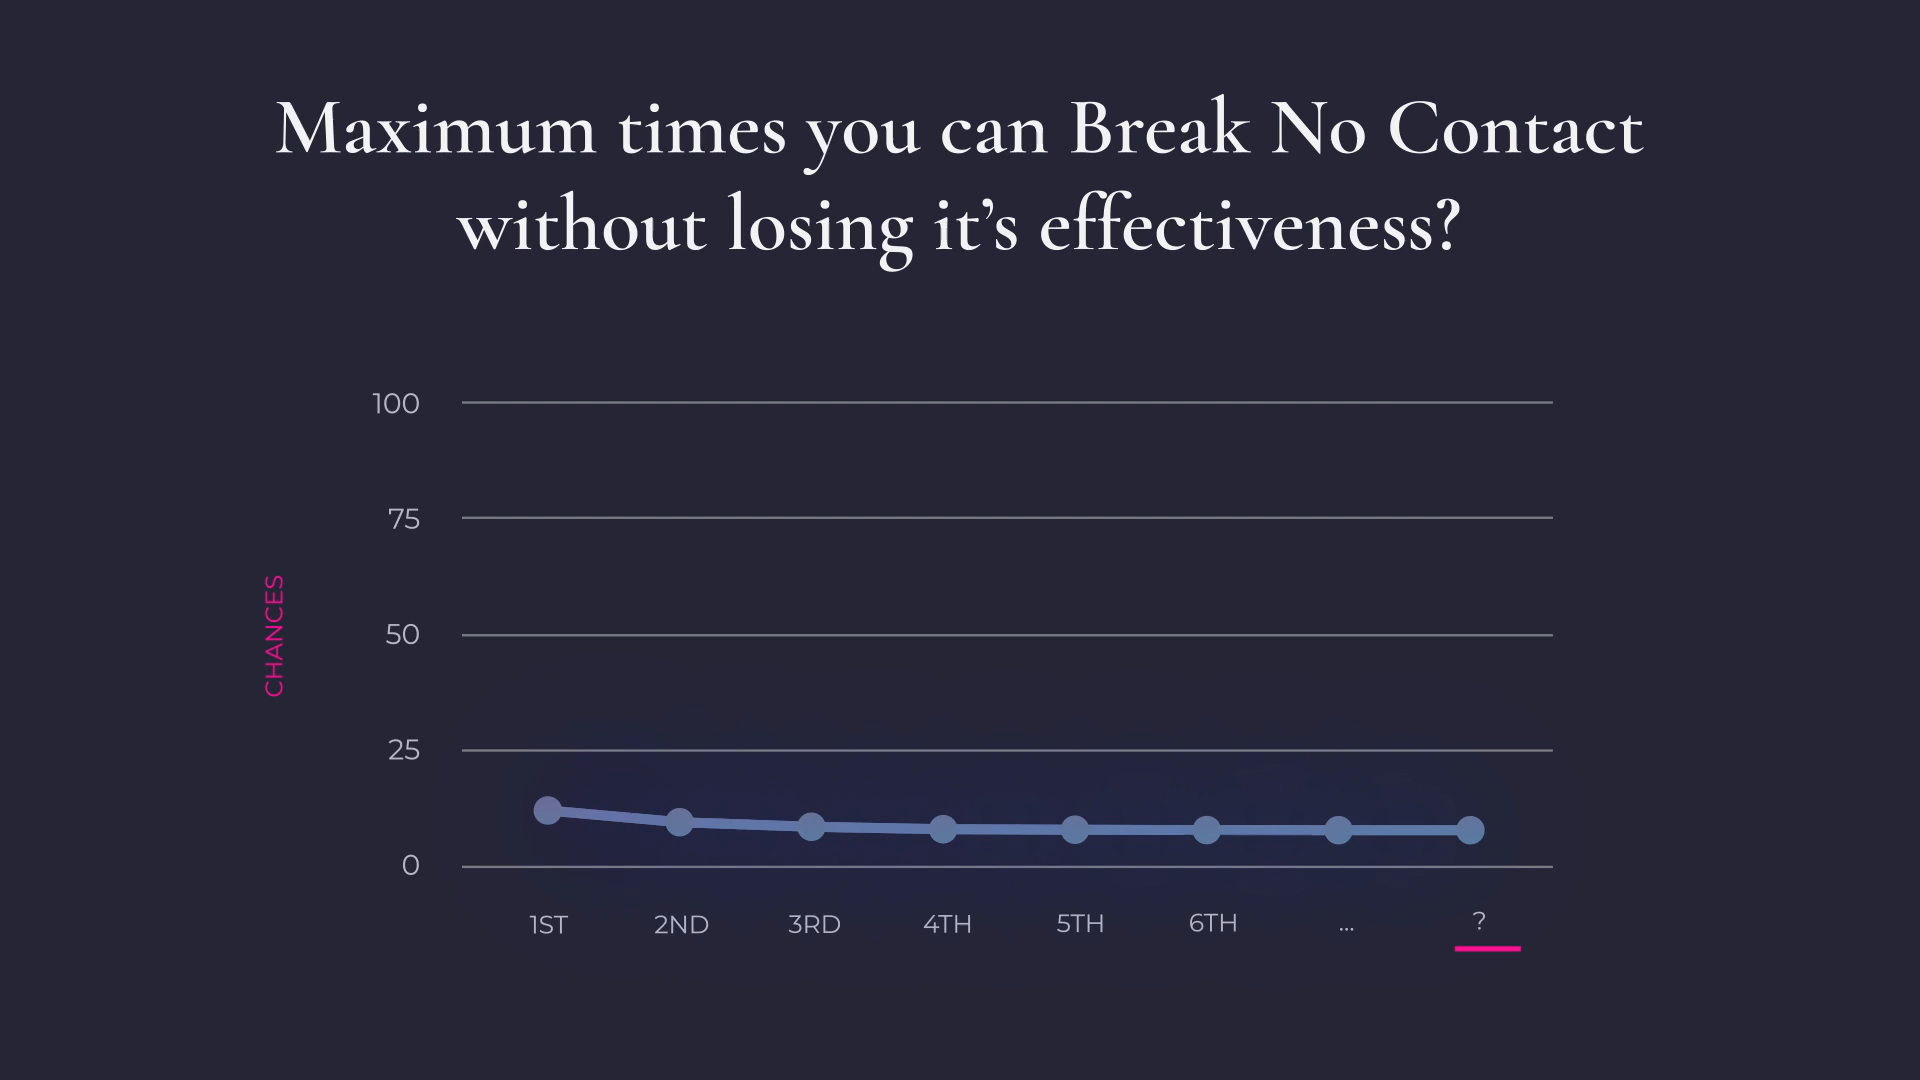 Maximum times you can Break No Contact
without losing it’s effectiveness?
100
75
50
25
0
CHANCES
1ST 2ND 3RD 4TH 5TH 6TH ... ?